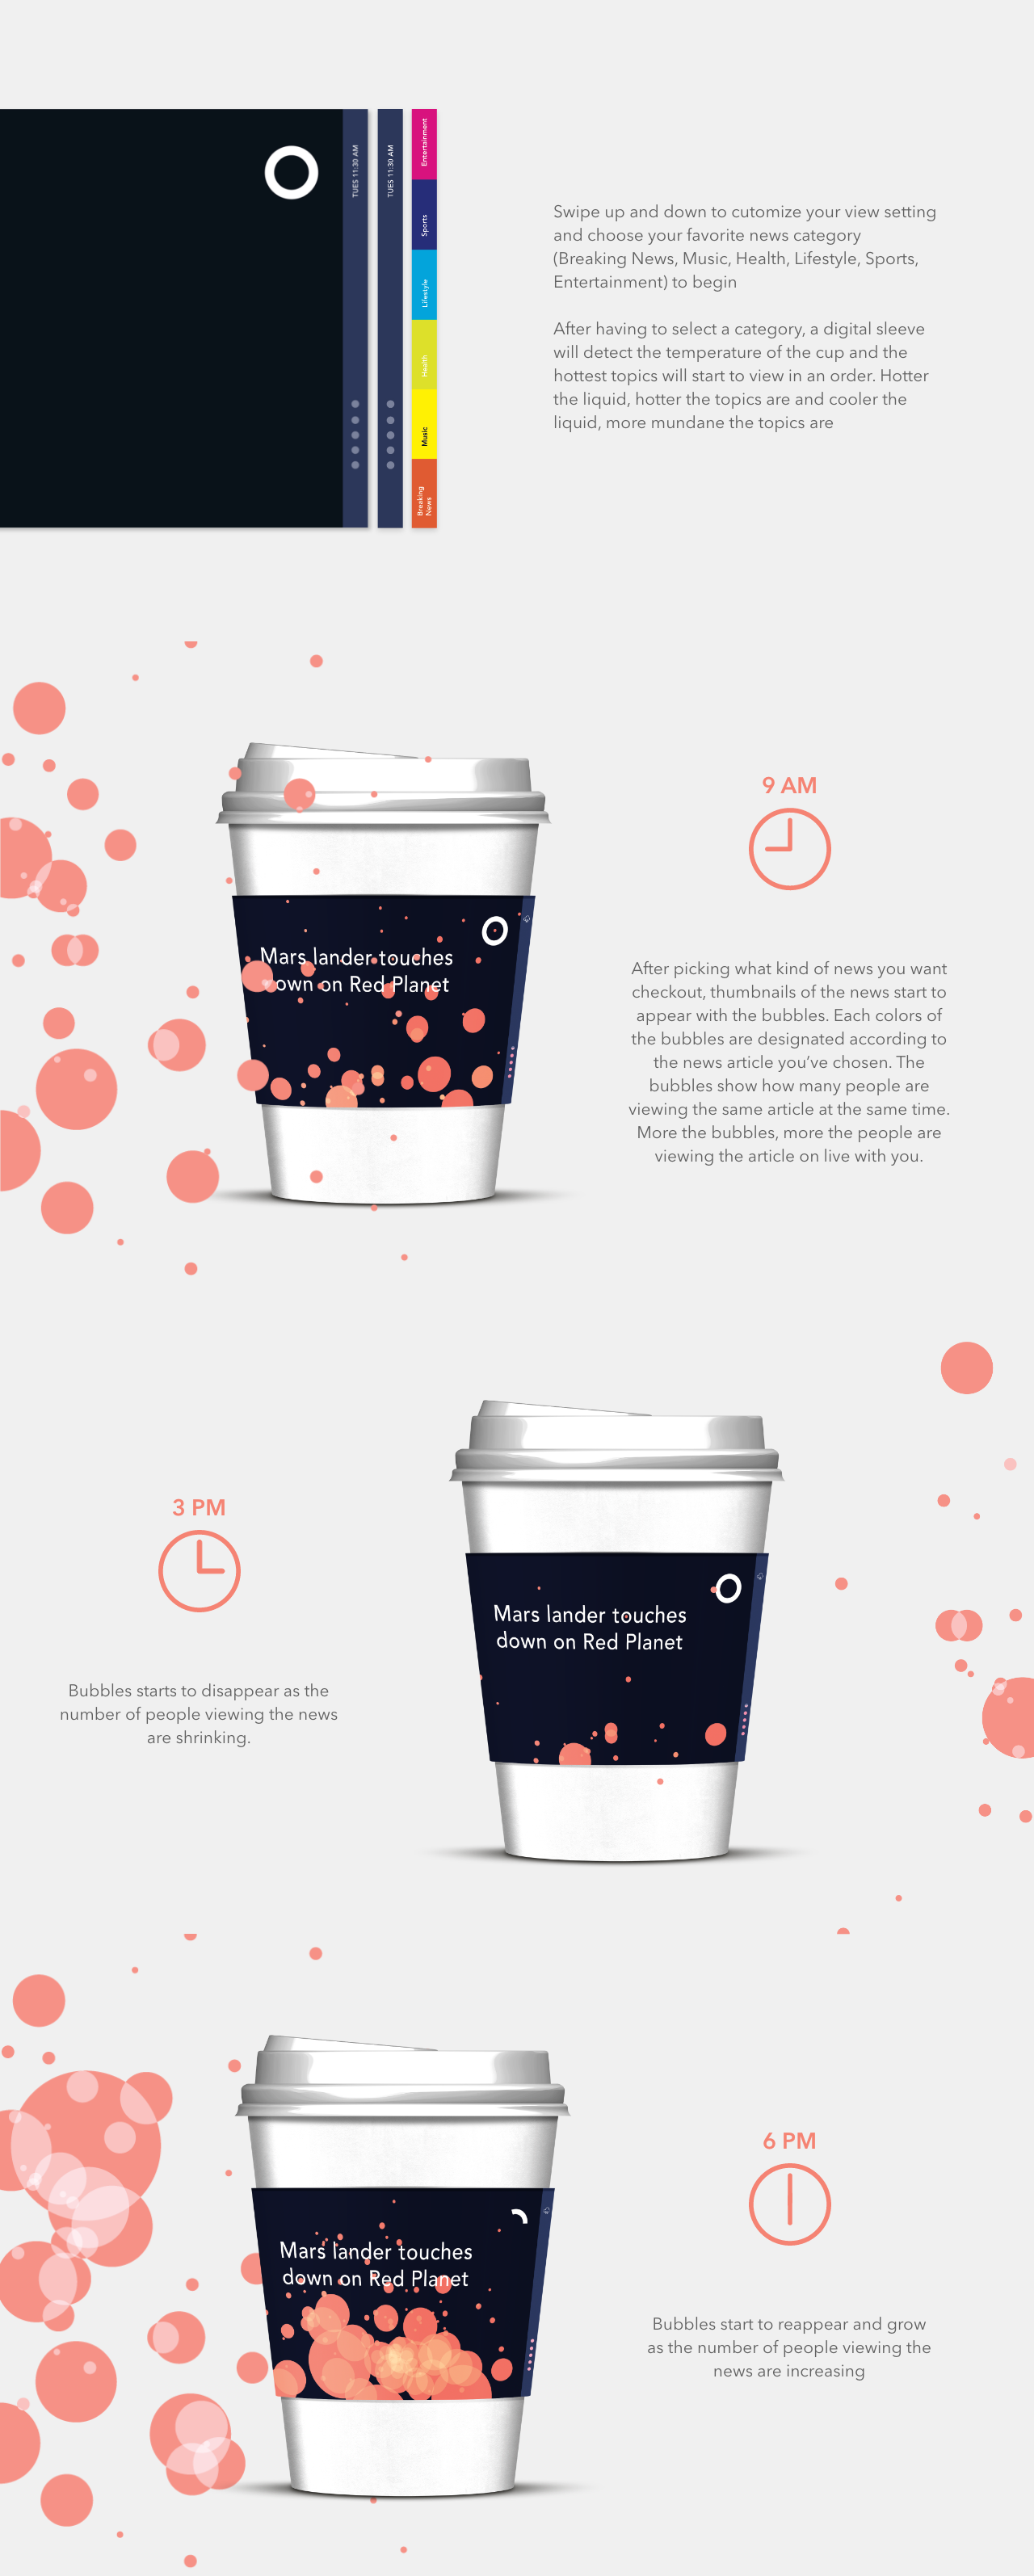 TUES 11:30 AM
TUES 11:30 AM
Entertainment
Sports
Lifestyle
Health
Music
Breaking
News
Swipe up and down to cutomize your view setting
and choose your favorite news category
(Breaking News, Music, Health, Lifestyle, Sports,
Entertainment) to begin
After having to select a category, a digital sleeve
will detect the temperature of the cup and the
hottest topics will start to view in an order. Hotter
the liquid, hotter the topics are and cooler the
liquid, more mundane the topics are
Mars lander touches
down on Red Planet
9 AM
After picking what kind of news you want
checkout, thumbnails of the news start to
appear with the bubbles. Each colors of
the bubbles are designated according to
the news article you’ve chosen. The
bubbles show how many people are
viewing the same article at the same time.
More the bubbles, more the people are
viewing the article on live with you.
3 PM
Bubbles starts to disappear as the
number of people viewing the news
are shrinking.
Mars lander touches
down on Red Planet
Mars lander touches
down on Red Planet
6 PM
Bubbles start to reappear and grow
as the number of people viewing the
news are increasing